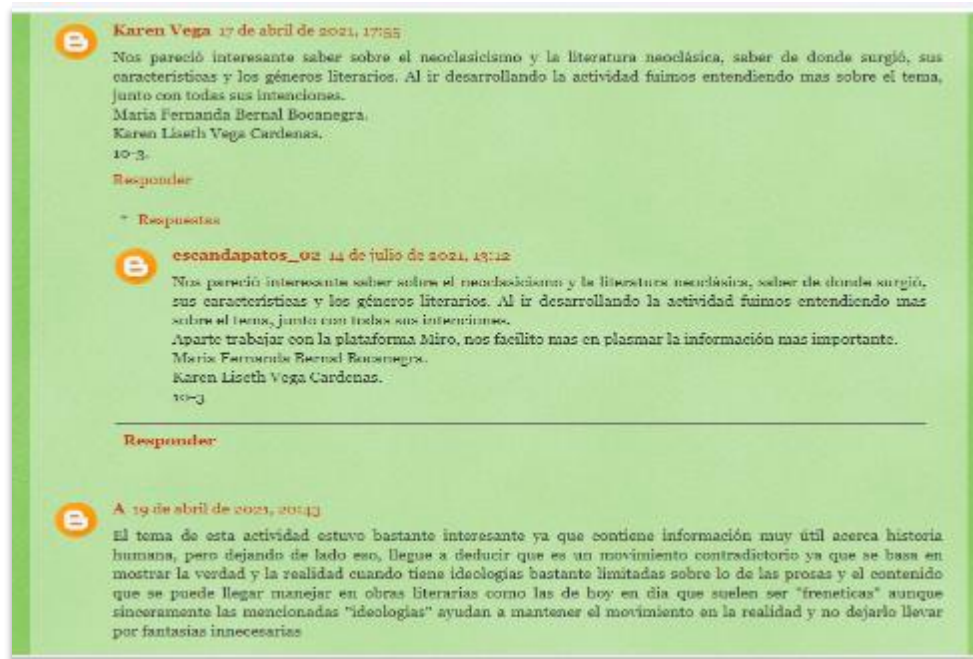 Karen Vega 17 de abril de 2021, 17:55
Nos pareció interesante saber sobre el neoclasicismo y la literatura neoclásica, saber de donde surgió, sus
características y los géneros literarios. Al ir desarrollando la actividad fuimos entendiendo mas sobre el tema,
junto con todas sus intenciones.
Maria Fernanda Bernal Bocanegra.
Karen Liseth Vega Cardenas.
10-3.
Responder
Respuestas
escandapatos_02 14 de julio de 2021, 13:12
Nos pareció interesante saber sobre el neoclasicismo y la literatura neoclásica, saber de donde surgió,
sus características y los géneros literarios. Al ir desarrollando la actividad fuimos entendiendo mas
sobre el tema, junto con todas sus intenciones.
Aparte trabajar con la plataforma Miro, nos facilito mas en plasmar la información mas importante.
Maria Fernanda Bernal Bocanegra.
Karen Liseth Vega Cardenas.
10-3
Responder
A 19 de abril de 2021, 20:43
El tema de esta actividad estuvo bastante interesante ya que contiene información muy útil acerca historia
humana, pero dejando de lado eso, llegue a deducir que es un movimiento contradictorio ya que se basa en
mostrar la verdad y la realidad cuando tiene ideologías bastante limitadas sobre lo de las prosas y el contenido
que se puede llegar manejar en obras literarias como las de hoy en día que suelen ser "freneticas" aunque
sinceramente las mencionadas "ideologias" ayudan a mantener el movimiento en la realidad y no dejarlo llevar
por fantasias innecesarias